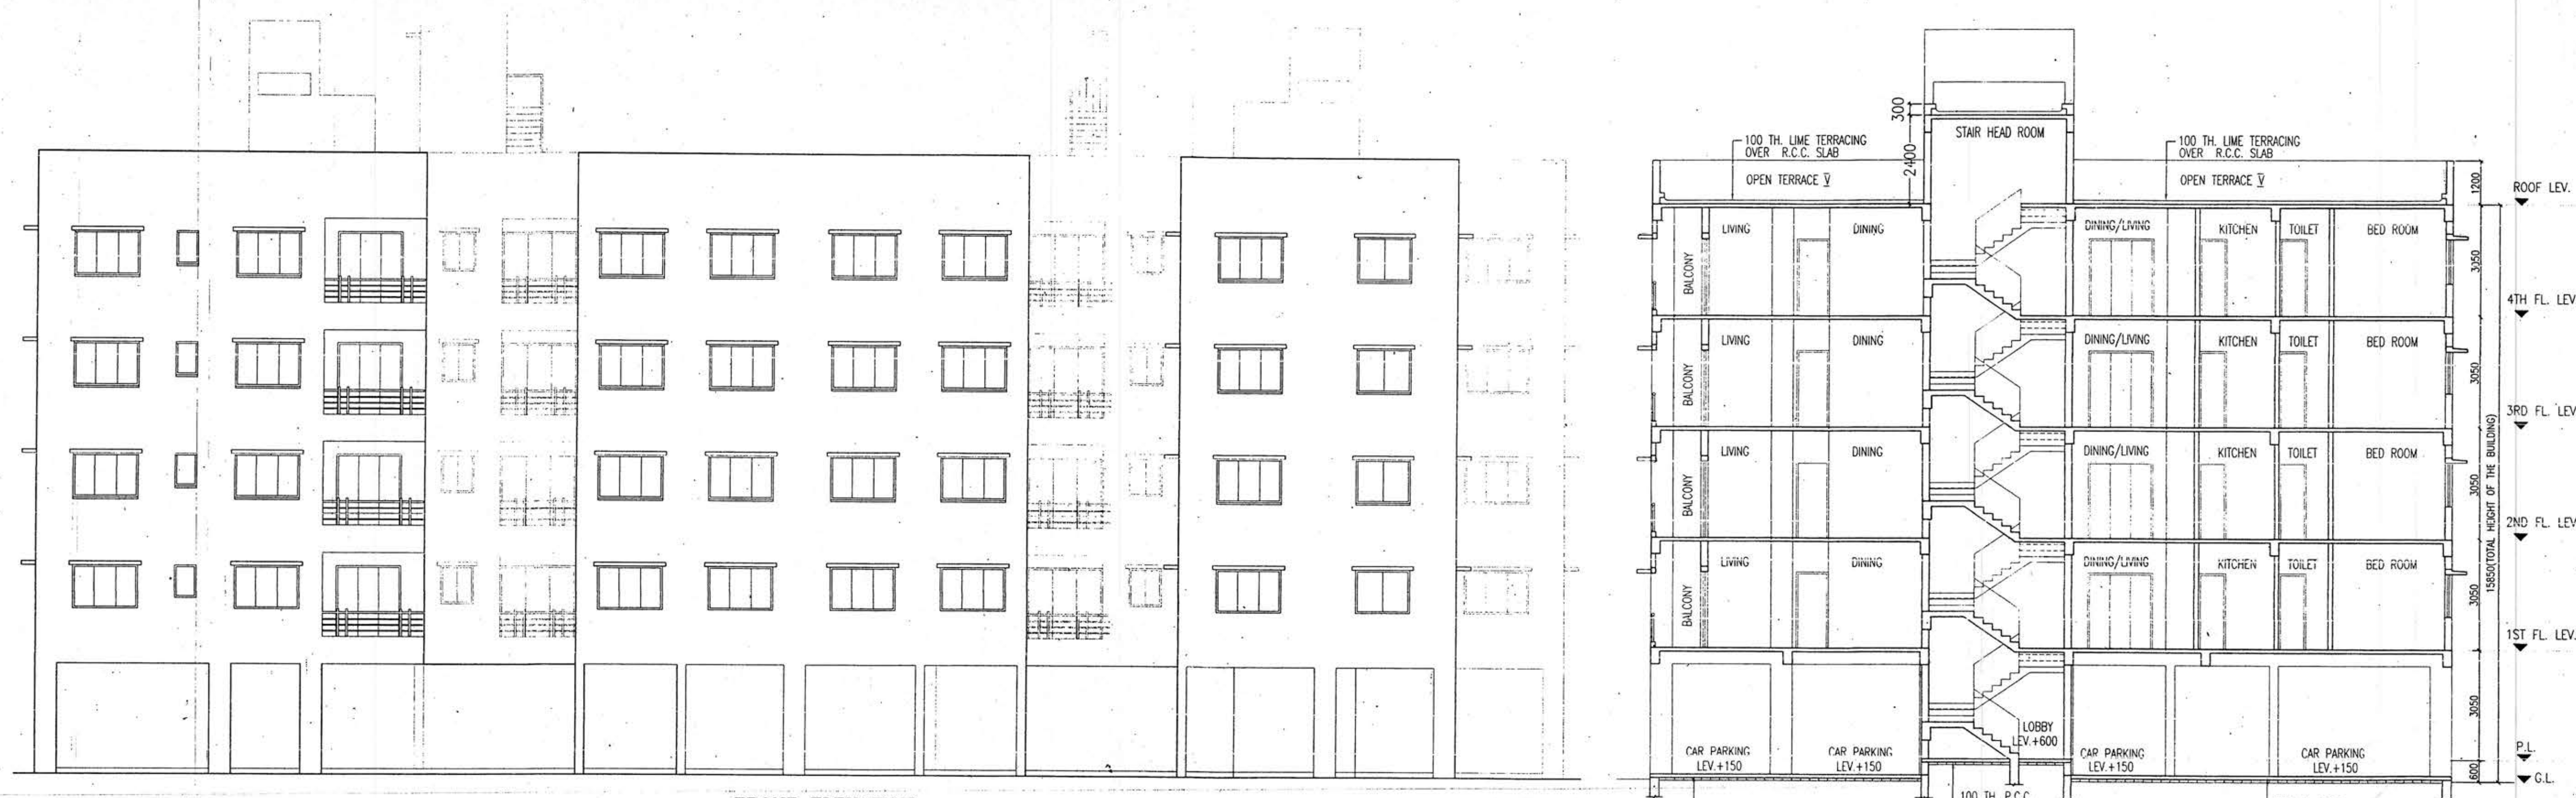 300
2400
STAIR HEAD ROOM
100 TH. LIME TERRACING
OVER R.C.C. SLAB
OPEN TERRACE
100 TH. LIME TERRACING
OVER R.C.C. SLAB
OPEN TERRACE
1200
ROOF LEV.
BALCONY
LIVING
DINING
DINING/LIVING
KITCHEN
TOILET
BED ROOM
3050
4TH FL. LEV
BALCONY
LIVING
DINING
DINING/LIVING
KITCHEN
TOILET
BED ROOM
3050
3RD FL. LEV
BALCONY
LIVING
DINING
DINING/LIVING
KITCHEN
TOILET
BED ROOM
3050
15850(TOTAL HEIGHT OF THE BUILDING)
2ND FL. LEV
BALCONY
LIVING
DINING
DINING/LIVING
KITCHEN
TOILET
BED ROOM
3050
1ST FL. LEV.
3050
CAR PARKING
LEV.+150
CAR PARKING
LEV.+150
LOBBY
LEV.+600
CAR PARKING
LEV.+150
CAR PARKING
LEV.+150
P.L.
600
G.L.
100 TH. P.C.C.